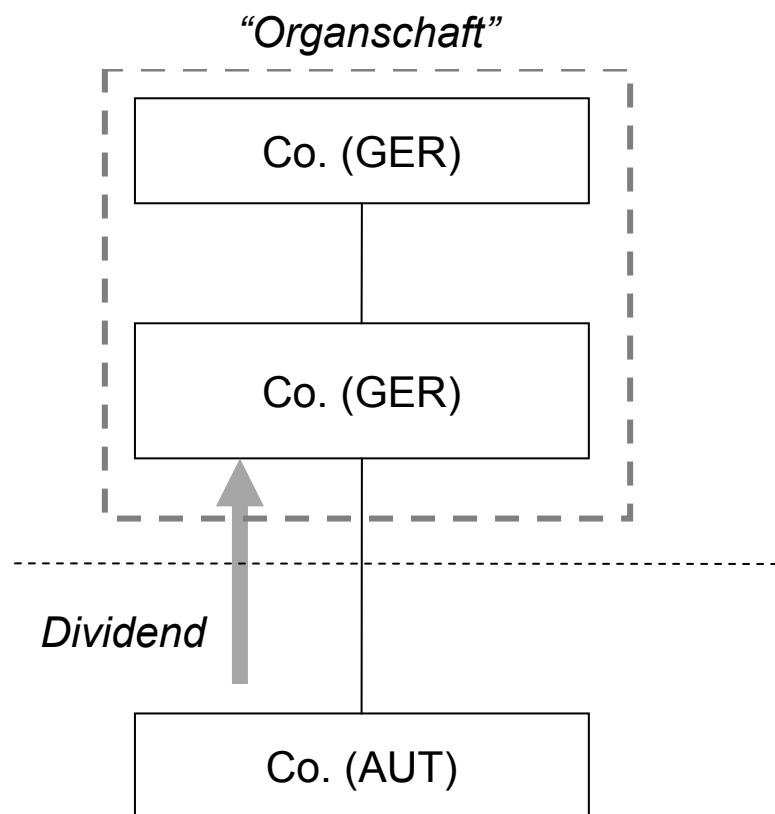 “Organschaft”
Co. (GER)
Co. (GER)
Dividend
Co. (AUT)